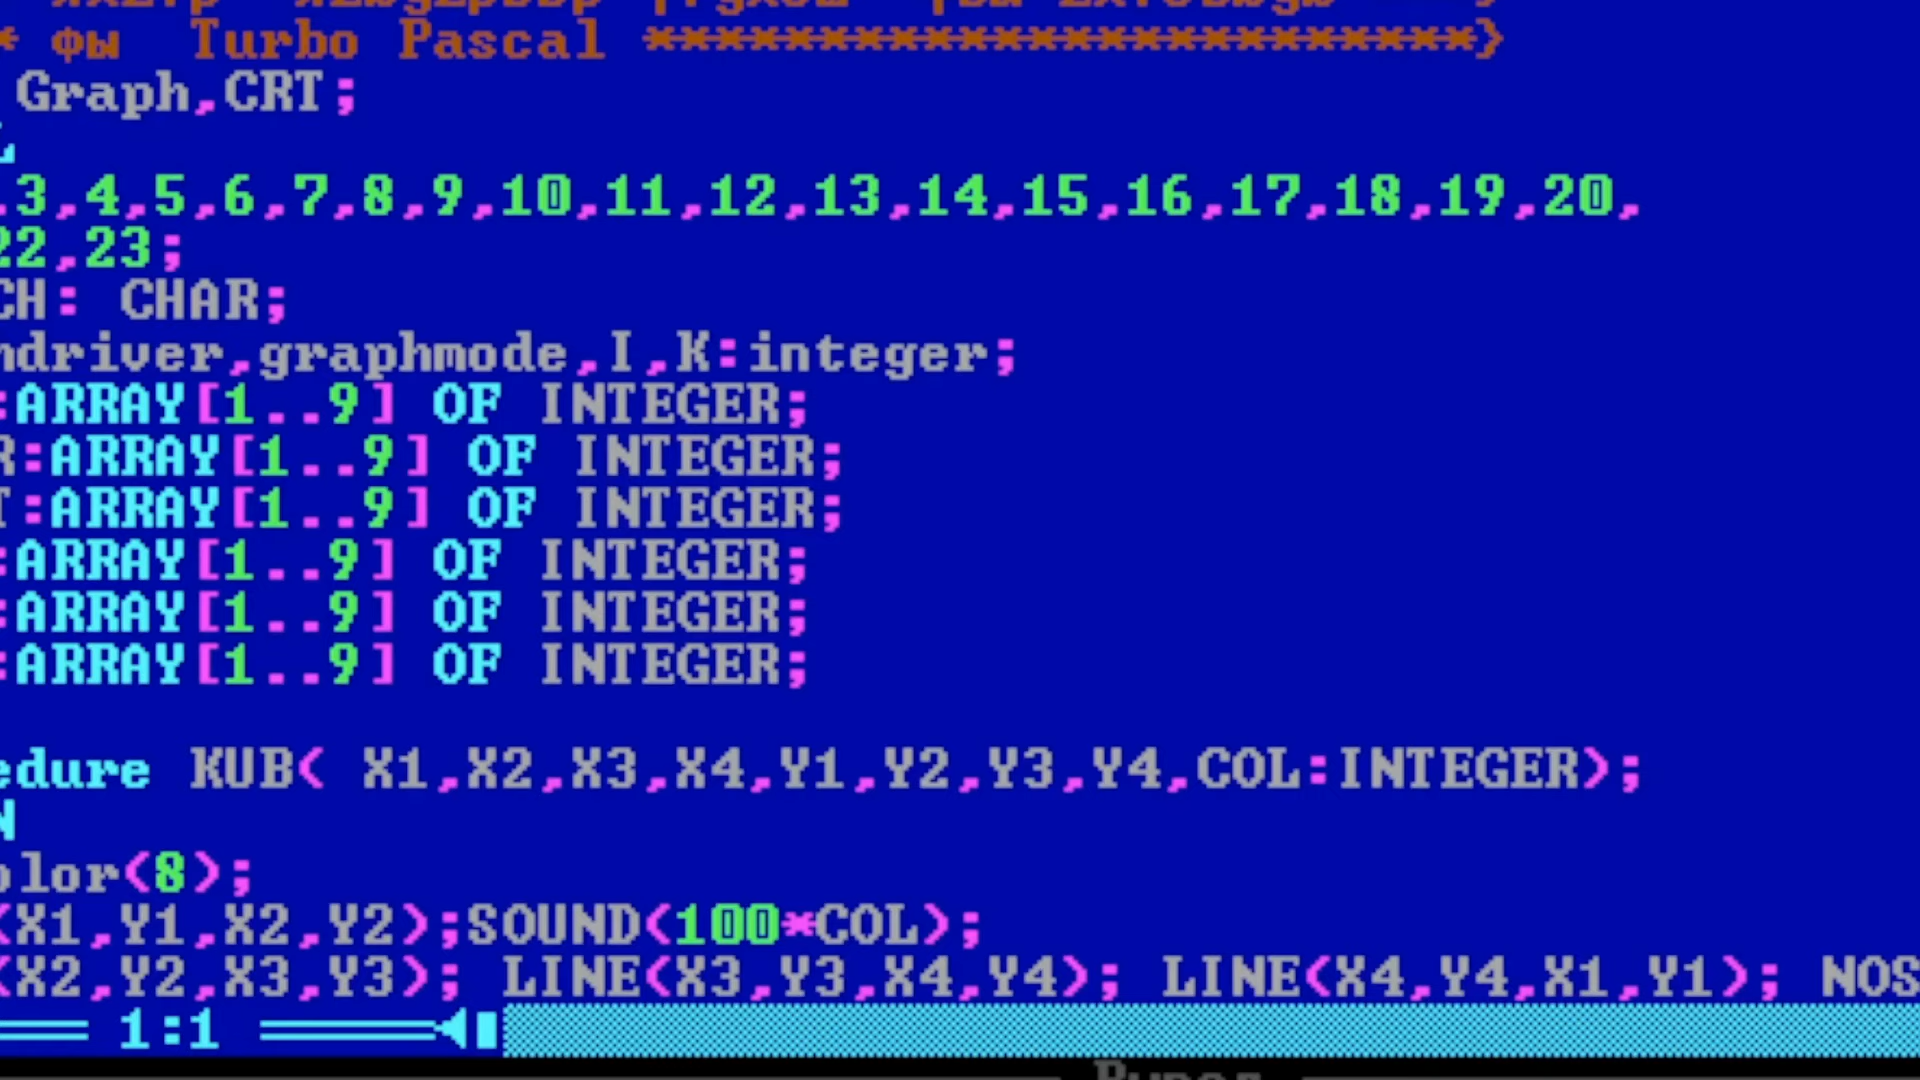 * фы Turbo Pascal ************************}
Graph,CRT;
L
.3,4,5,6,7,8,9,10,11,12,13,14,15,16,17,18,19,20,
22,23;
CH: CHAR;
hdriver,graphmode,I,K:integer;
:ARRAY[1..9] OF INTEGER;
R:ARRAY[1..9] OF INTEGER;
T:ARRAY[1..9] OF INTEGER;
:ARRAY[1..9] OF INTEGER;
:ARRAY[1..9] OF INTEGER;
:ARRAY[1..9] OF INTEGER;
edure KUB( X1,X2,X3,X4,Y1,Y2,Y3,Y4,COL:INTEGER);
N
olor(8);
(X1,Y1,X2,Y2);SOUND(100*COL);
(X2,Y2,X3,Y3); LINE(X3,Y3,X4,Y4); LINE(X4,Y4,X1,Y1); NOS
1:1